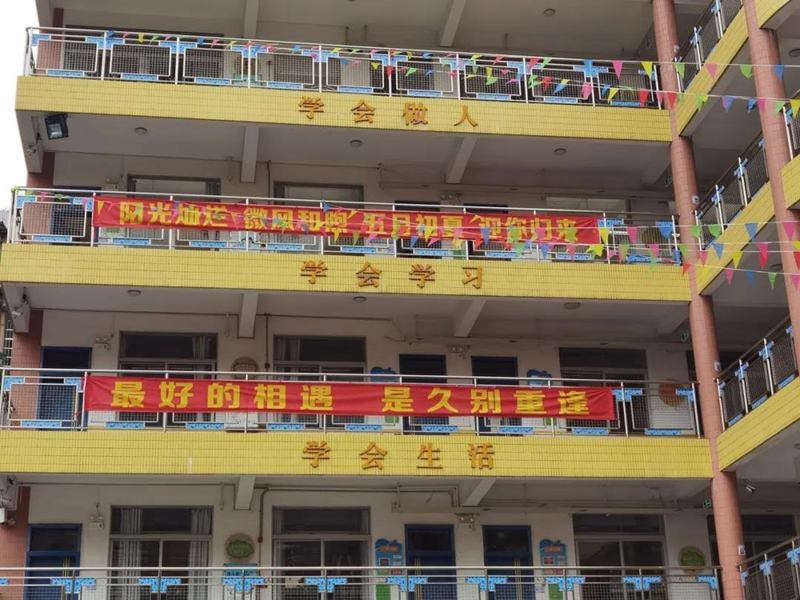 学会做人
阳光灿烂 微风和煦 五月初夏 迎你归来
学会学习
最好的相遇 是久别重逢
学会生活